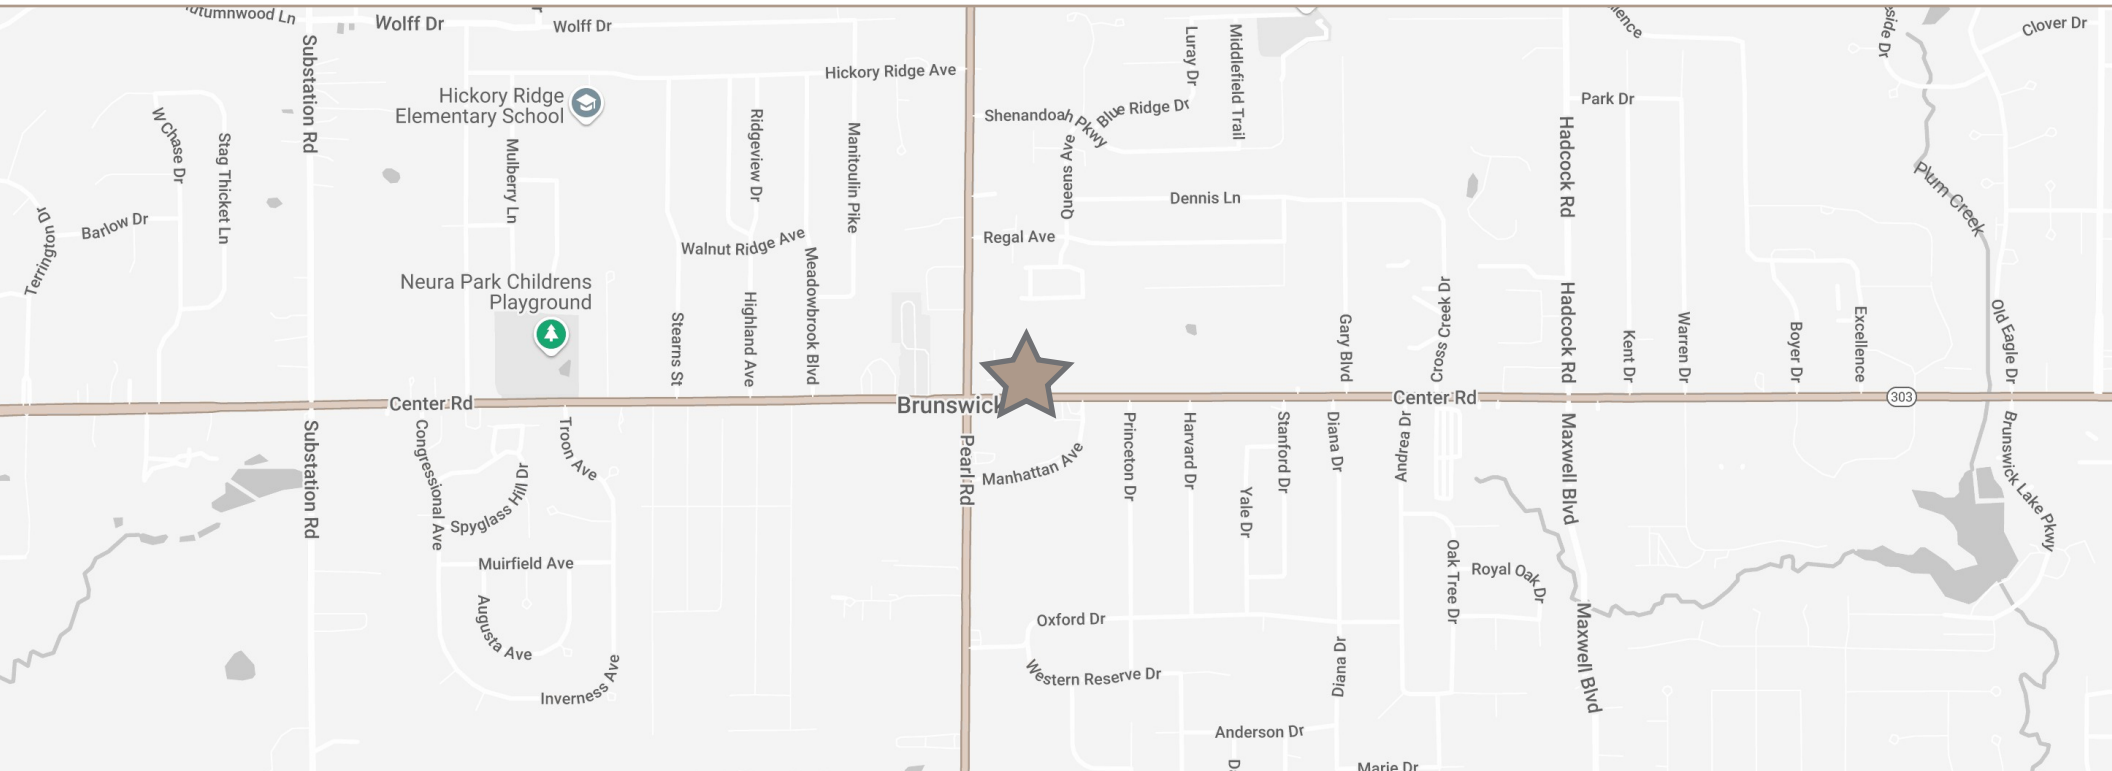 Wolff Dr
Wolff Dr
Clover Dr
Substation Rd
Luray Dr
Middlefield Trail
Hickory Ridge Ave
Hickory Ridge
Elementary School
Park Dr
Shenandoah Pkwy
Blue Ridge Dr
W Chase Dr
Stag Thicket Ln
Mulberry Ln
Ridgeview Dr
Manitoulin Pike
Queens Ave
Hadcock Rd
Plum Creek
Dennis Ln
Barlow Dr
Terrington Dr
Walnut Ridge Ave
Regal Ave
Neura Park Childrens
Playground
Stearns St
Highland Ave
Meadowbrook Blvd
Gary Blvd
Cross Creek Dr
Hadcock Rd
Kent Dr
Warren Dr
Boyer Dr
Excellence
Old Eagle Dr
Center Rd
Brunswick
Center Rd
303
Substation Rd
Congressional Ave
Troon Ave
Spyglass Hill Dr
Pearl Rd
Manhattan Ave
Princeton Dr
Harvard Dr
Yale Dr
Stanford Dr
Diana Dr
Andrea Dr
Maxwell Blvd
Brunswick Lake Pkwy
Muirfield Ave
Oak Tree Dr
Royal Oak Dr
Augusta Ave
Oxford Dr
Maxwell Blvd
Inverness Ave
Western Reserve Dr
Diana Dr
Anderson Dr
Marie Dr